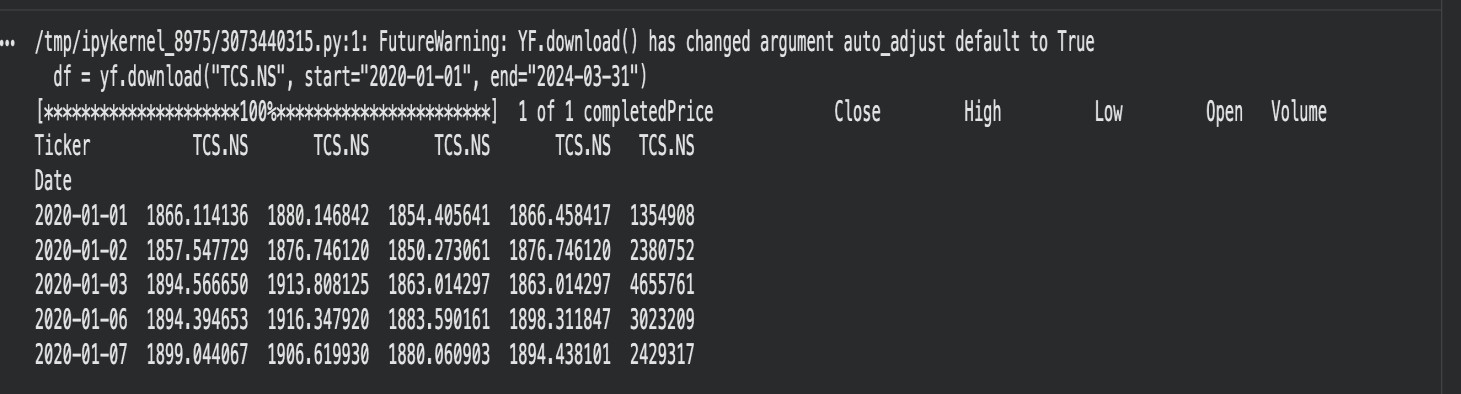 /tmp/ipykernel_8975/3073440315.py:1: FutureWarning: YF.download() has changed argument auto_adjust default to True
  df = yf.download("TCS.NS", start="2020-01-01", end="2024-03-31")
[*********************100%***********************]  1 of 1 completedPrice             Close         High          Low         Open   Volume
Ticker           TCS.NS       TCS.NS       TCS.NS       TCS.NS   TCS.NS
Date
2020-01-01  1866.114136  1880.146842  1854.405641  1866.458417  1354908
2020-01-02  1857.547729  1876.746120  1850.273061  1876.746120  2380752
2020-01-03  1894.566650  1913.808125  1863.014297  1863.014297  4655761
2020-01-06  1894.394653  1916.347920  1883.590161  1898.311847  3023209
2020-01-07  1899.044067  1906.619930  1880.060903  1894.438101  2429317